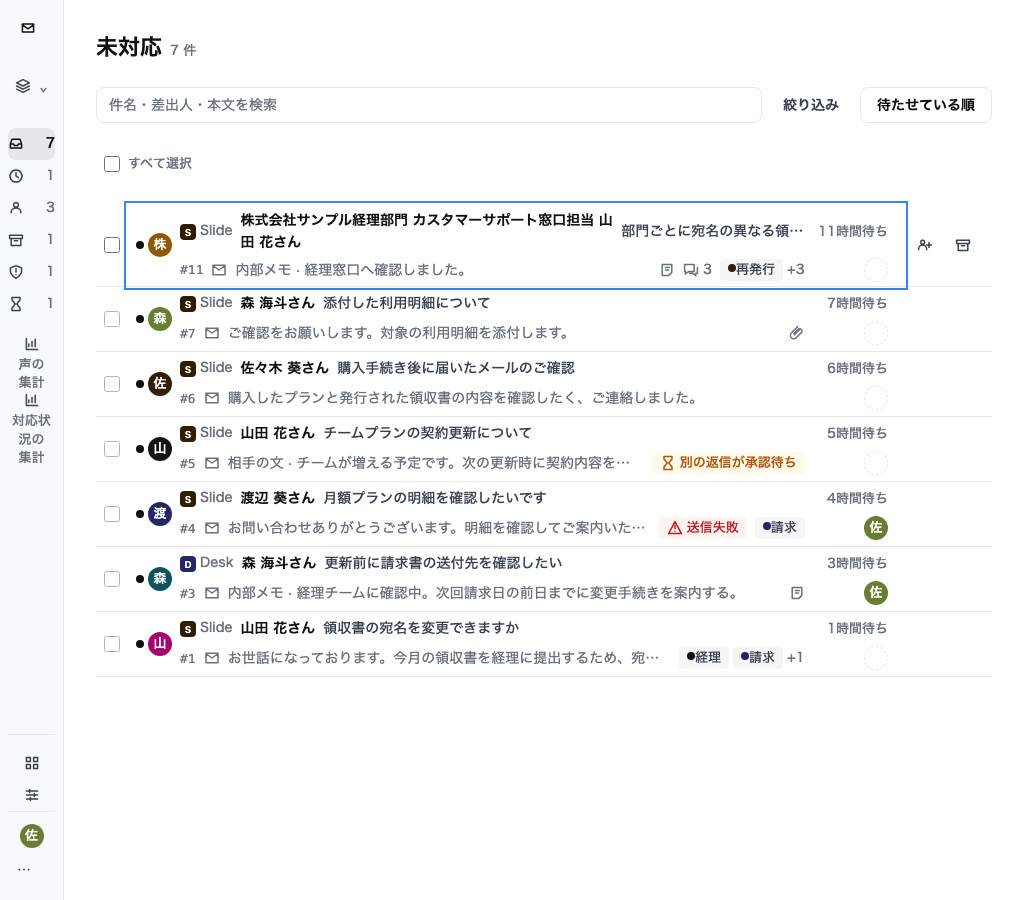 未対応 7 件
件名・差出人・本文を検索
絞り込み
待たせている順
すべて選択
7
1
3
1
1
1
声の
集計
対応状
況の
集計
佐
…
株
S Slide 株式会社サンプル経理部門 カスタマーサポート窓口担当 山
田 花さん
部門ごとに宛名の異なる領… 11時間待ち
#11 内部メモ · 経理窓口へ確認しました。 3 再発行 +3
森
S Slide 森 海斗さん 添付した利用明細について 7時間待ち
#7 ご確認をお願いします。対象の利用明細を添付します。
佐
S Slide 佐々木 葵さん 購入手続き後に届いたメールのご確認 6時間待ち
#6 購入したプランと発行された領収書の内容を確認したく、ご連絡しました。
山
S Slide 山田 花さん チームプランの契約更新について 5時間待ち
#5 相手の文 · チームが増える予定です。次の更新時に契約内容を… 別の返信が承認待ち
渡
S Slide 渡辺 葵さん 月額プランの明細を確認したいです 4時間待ち
#4 お問い合わせありがとうございます。明細を確認してご案内いた… 送信失敗 請求 佐
森
D Desk 森 海斗さん 更新前に請求書の送付先を確認したい 3時間待ち
#3 内部メモ · 経理チームに確認中。次回請求日の前日までに変更手続きを案内する。 佐
山
S Slide 山田 花さん 領収書の宛名を変更できますか 1時間待ち
#1 お世話になっております。今月の領収書を経理に提出するため、宛… 経理 請求 +1